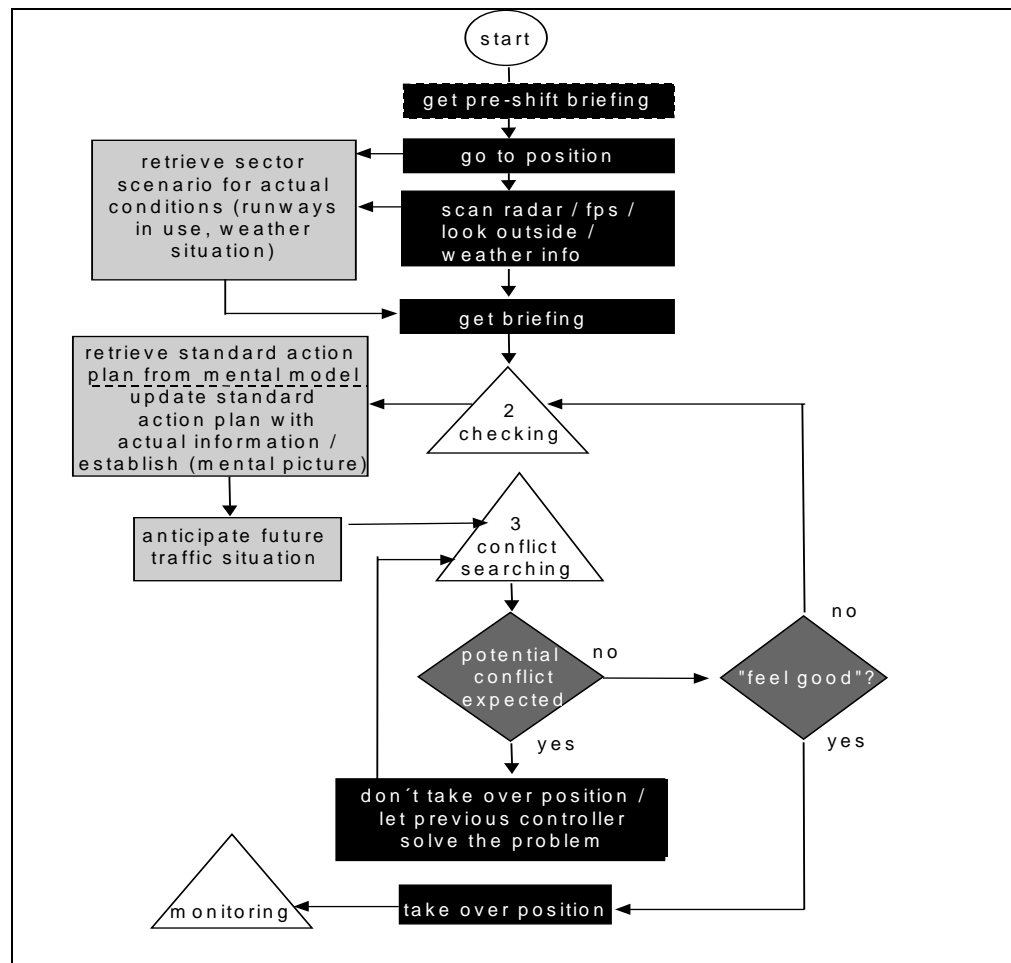 start
get pre-shift briefing
go to position
retrieve sector
scenario for actual
conditions (runways
in use, weather
situation)
scan radar / fps /
look outside /
weather info
get briefing
retrieve standard action
plan from mental model
update standard
action plan with
actual information /
establish (mental picture)
2
checking
anticipate future
traffic situation
3
conflict
searching
potential
conflict
expected
no
"feel good"?
no
yes
yes
don´t take over position /
let previous controller
solve the problem
monitoring
take over position